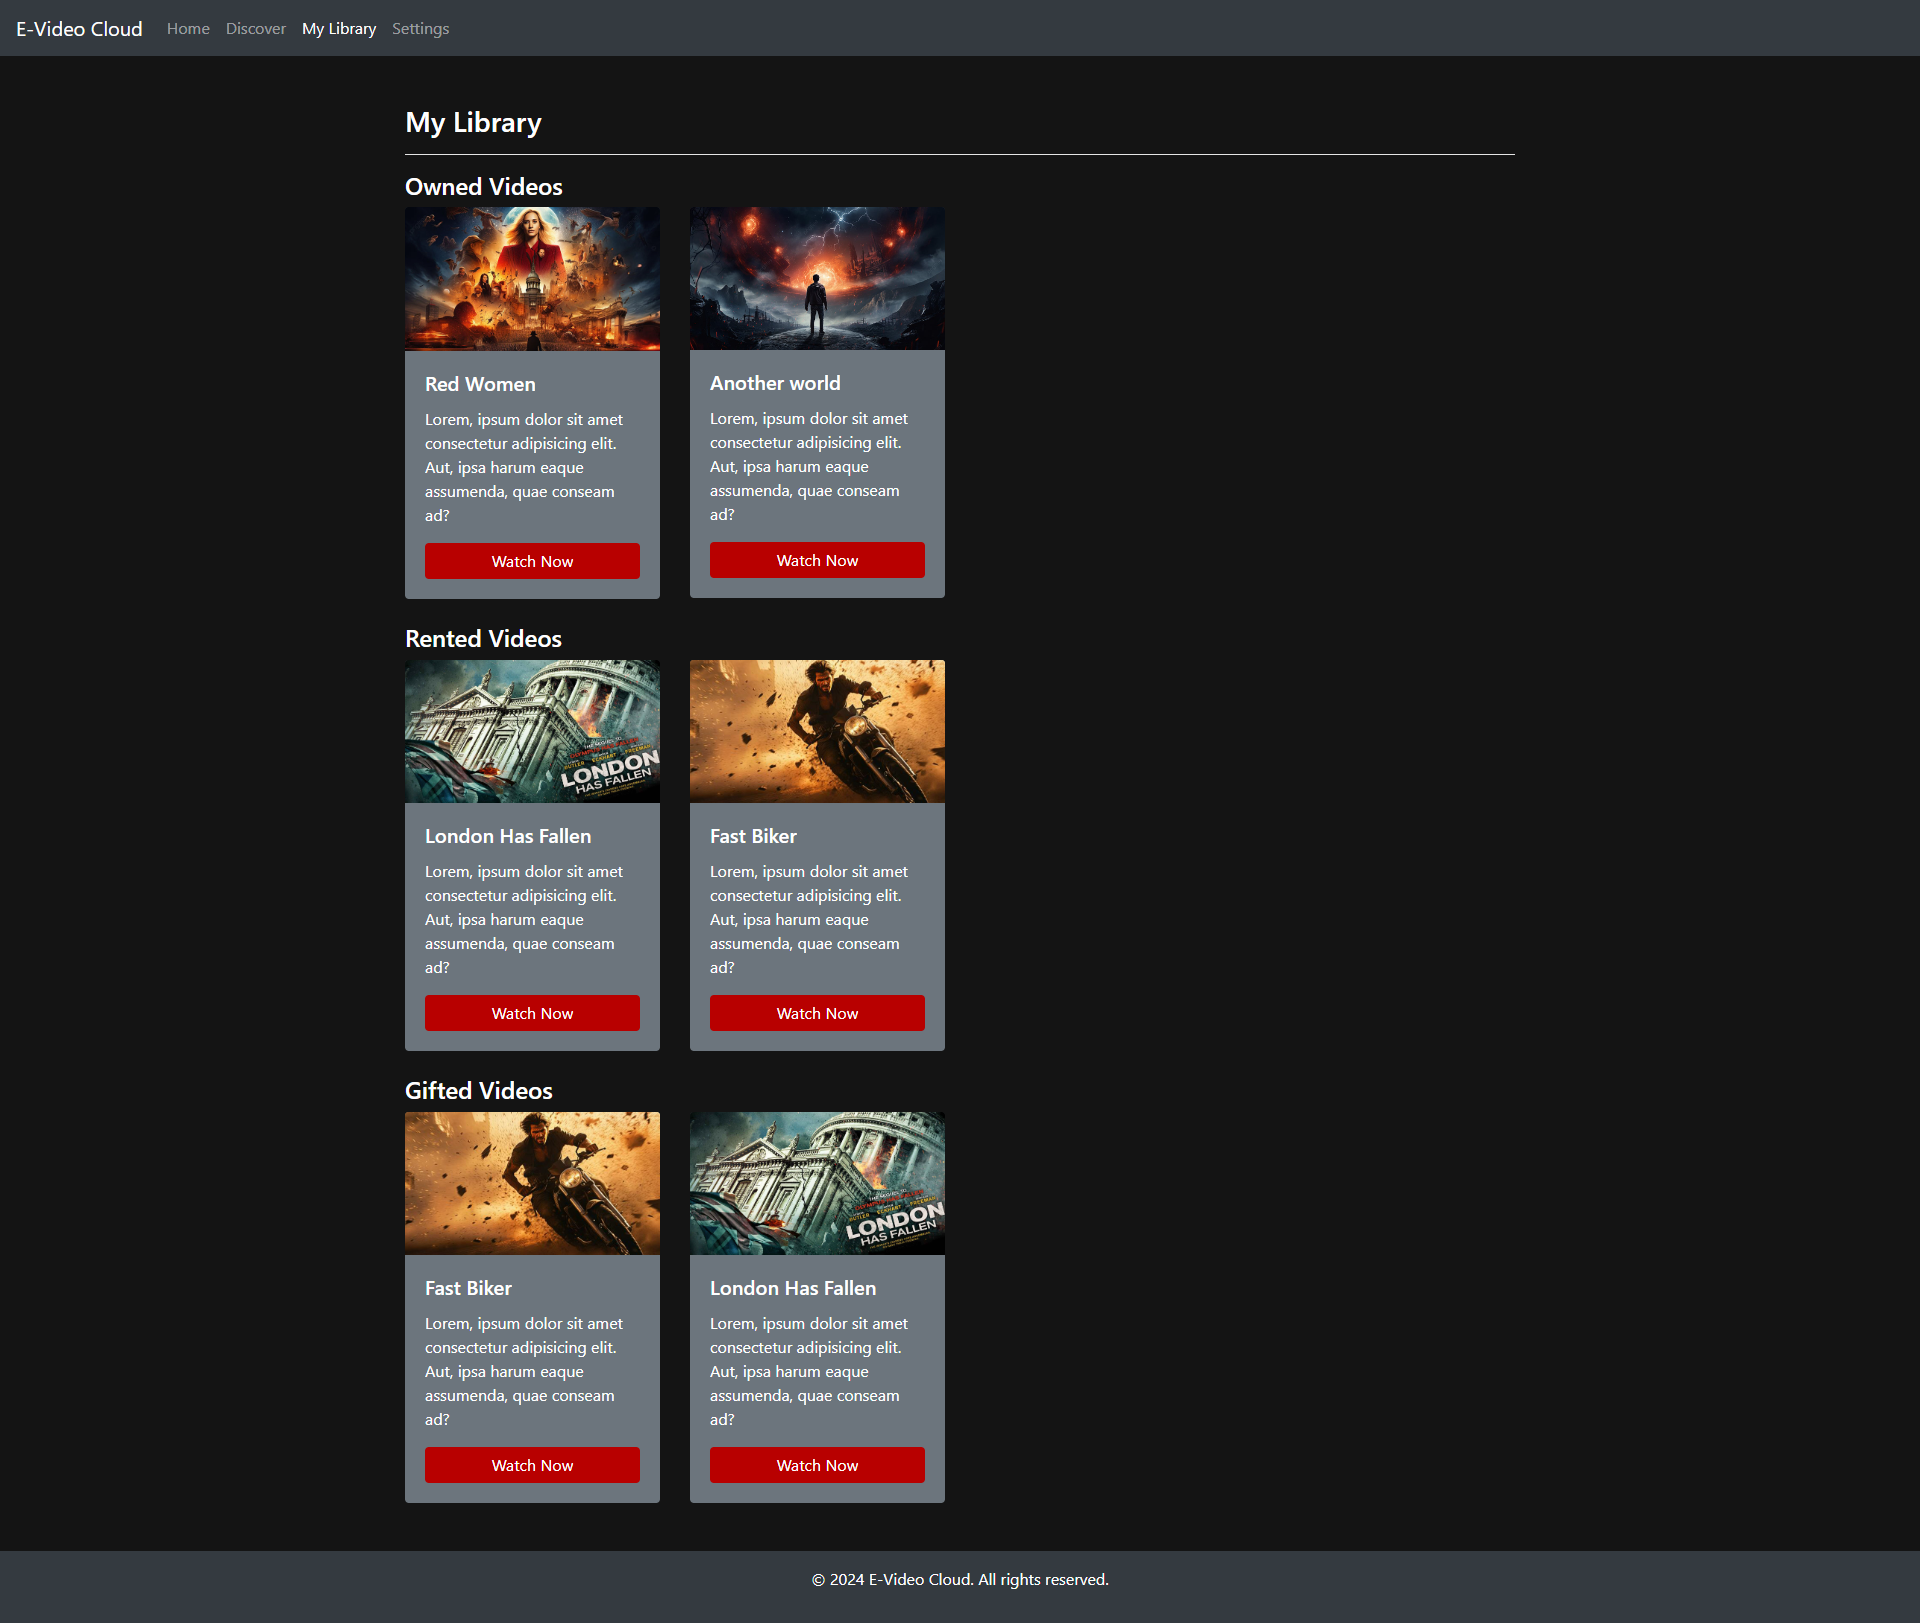 E-Video Cloud Home Discover My Library Settings
My Library
Owned Videos
Red Women
Lorem, ipsum dolor sit amet
consectetur adipisicing elit.
Aut, ipsa harum eaque
assumenda, quae conseam
ad?
Watch Now
Another world
Lorem, ipsum dolor sit amet
consectetur adipisicing elit.
Aut, ipsa harum eaque
assumenda, quae conseam
ad?
Watch Now
Rented Videos
LONDON
HAS FALLEN
London Has Fallen
Lorem, ipsum dolor sit amet
consectetur adipisicing elit.
Aut, ipsa harum eaque
assumenda, quae conseam
ad?
Watch Now
Fast Biker
Lorem, ipsum dolor sit amet
consectetur adipisicing elit.
Aut, ipsa harum eaque
assumenda, quae conseam
ad?
Watch Now
Gifted Videos
Fast Biker
Lorem, ipsum dolor sit amet
consectetur adipisicing elit.
Aut, ipsa harum eaque
assumenda, quae conseam
ad?
Watch Now
LONDON
HAS FALLEN
London Has Fallen
Lorem, ipsum dolor sit amet
consectetur adipisicing elit.
Aut, ipsa harum eaque
assumenda, quae conseam
ad?
Watch Now
© 2024 E-Video Cloud. All rights reserved.